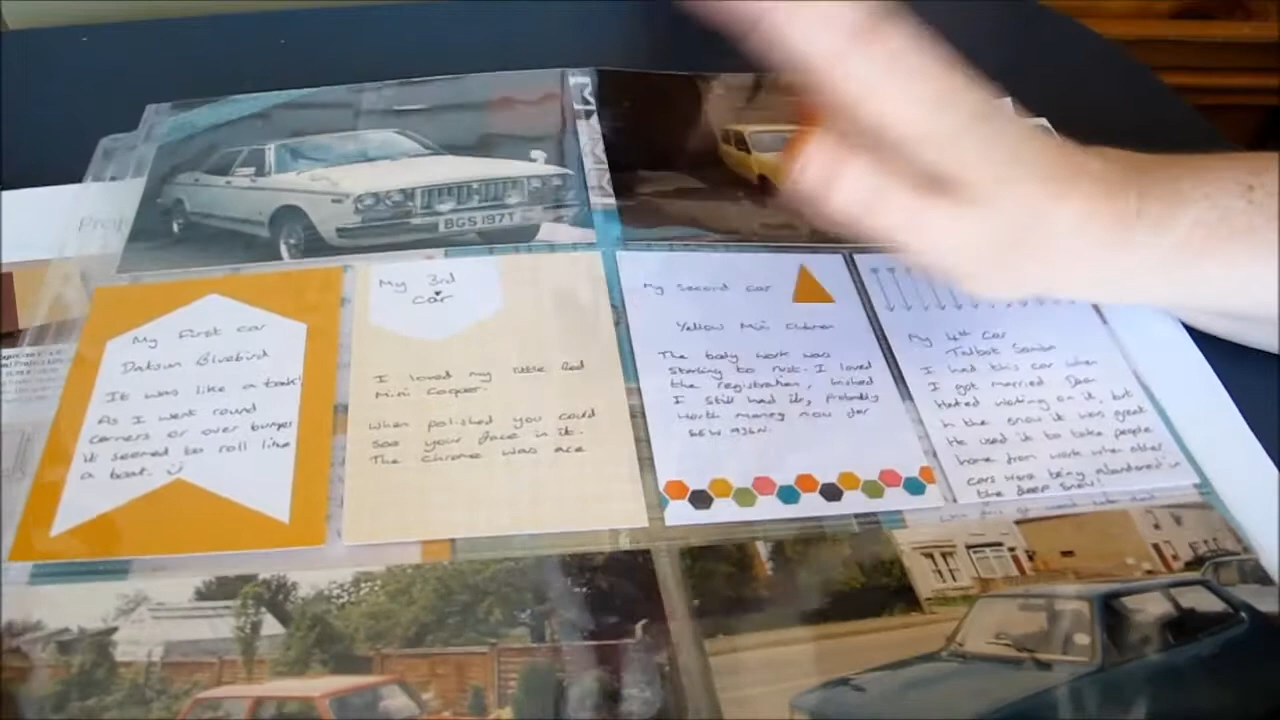 BGS 197T
My First car
Datsun Bluebird
It was like a tank!
As I went round
corners or over bumps
it seemed to roll like
a boat.
My 3rd
car
I loved my little Red
Mini Cooper.
When polished you could
see your face in it.
The chrome was ace
My second car
Yellow Mini Clubman
The body work was
starting to rust. I loved
the registration, wished
I still had it, probably
worth money now
My 4th Car
Talbot Samba
I had this car when
I got married. Dean
Hated waiting on it, but
in the snow it was great
He used it to take people
home from work when other
cars were being abandoned in
the deep snow!